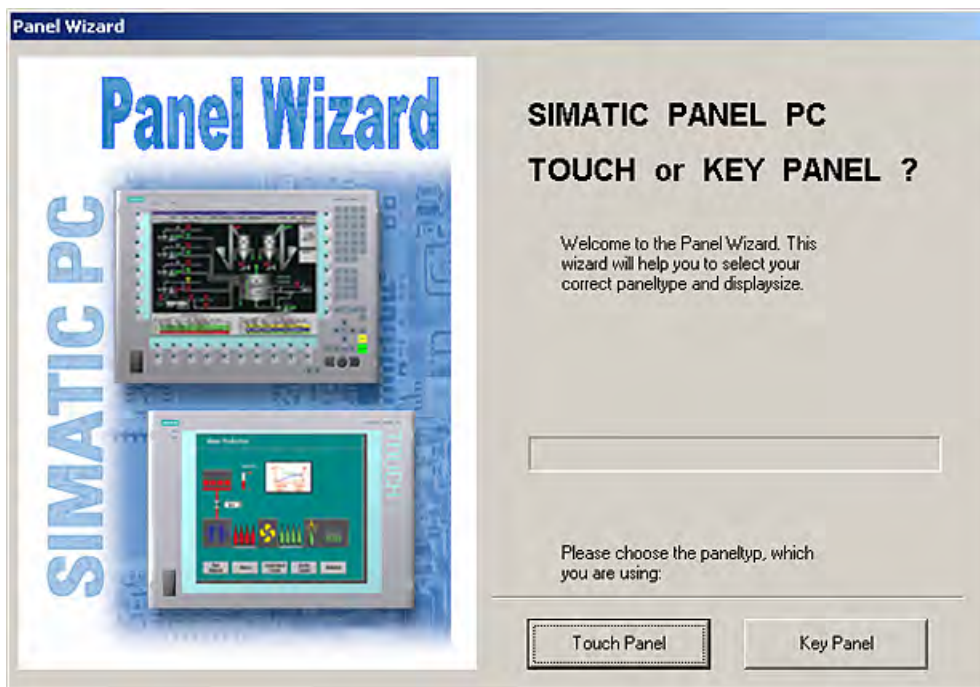 Panel Wizard
Panel Wizard
SIMATIC PC
SIMATIC PANEL PC
TOUCH or KEY PANEL ?
Welcome to the Panel Wizard. This
wizard will help you to select your
correct paneltype and displaysize.
TOUCH
Please choose the paneltyp, which
you are using:
Touch Panel
Key Panel